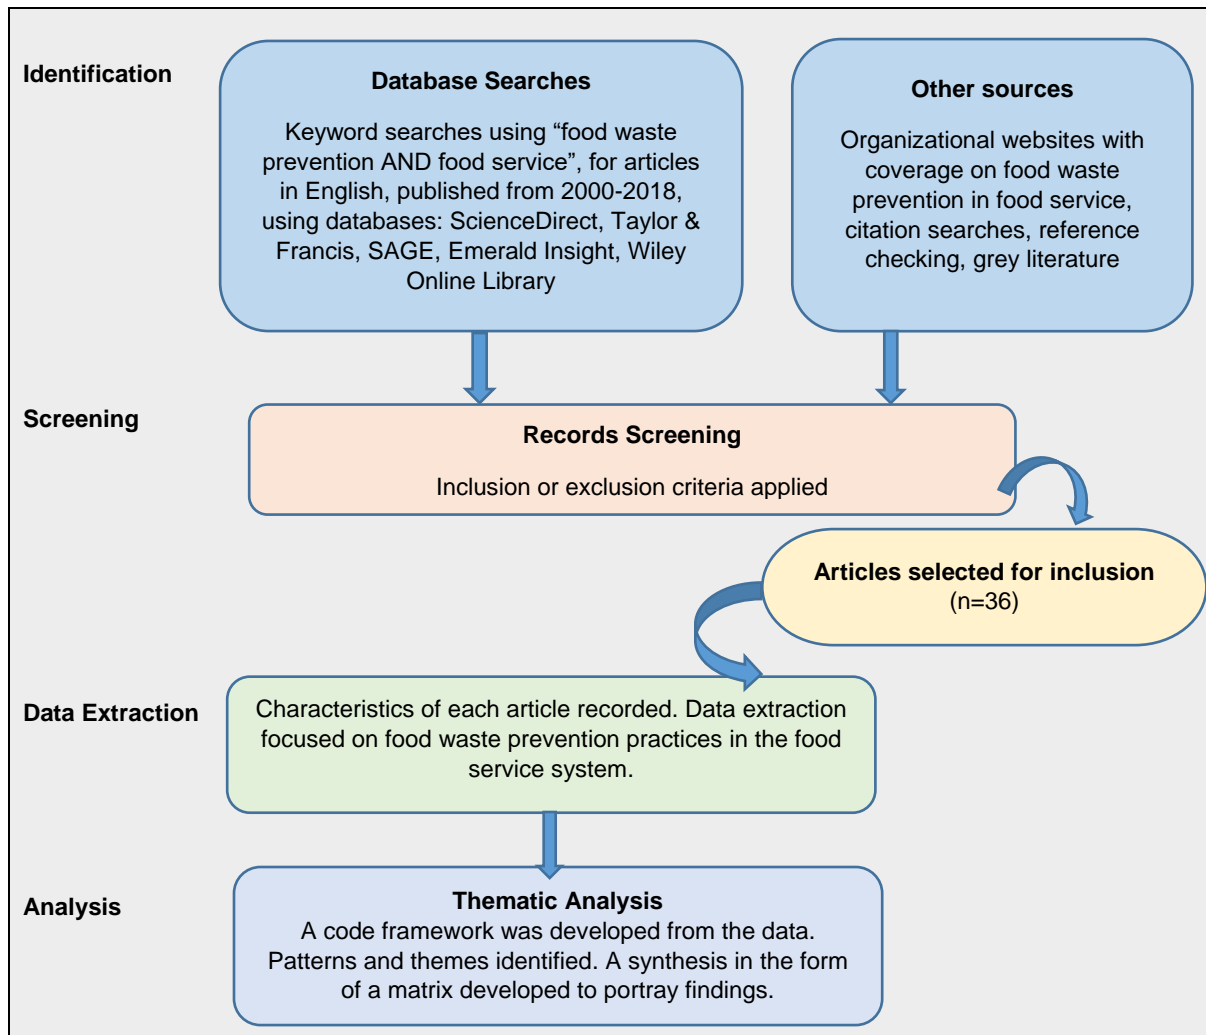 Identification
Database Searches
Keyword searches using “food waste
prevention AND food service”, for articles
in English, published from 2000-2018,
using databases: ScienceDirect, Taylor &
Francis, SAGE, Emerald Insight, Wiley
Online Library
Other sources
Organizational websites with
coverage on food waste
prevention in food service,
citation searches, reference
checking, grey literature
Screening
Records Screening
Inclusion or exclusion criteria applied
Articles selected for inclusion
(n=36)
Data Extraction
Characteristics of each article recorded. Data extraction
focused on food waste prevention practices in the food
service system.
Analysis
Thematic Analysis
A code framework was developed from the data.
Patterns and themes identified. A synthesis in the form
of a matrix developed to portray findings.